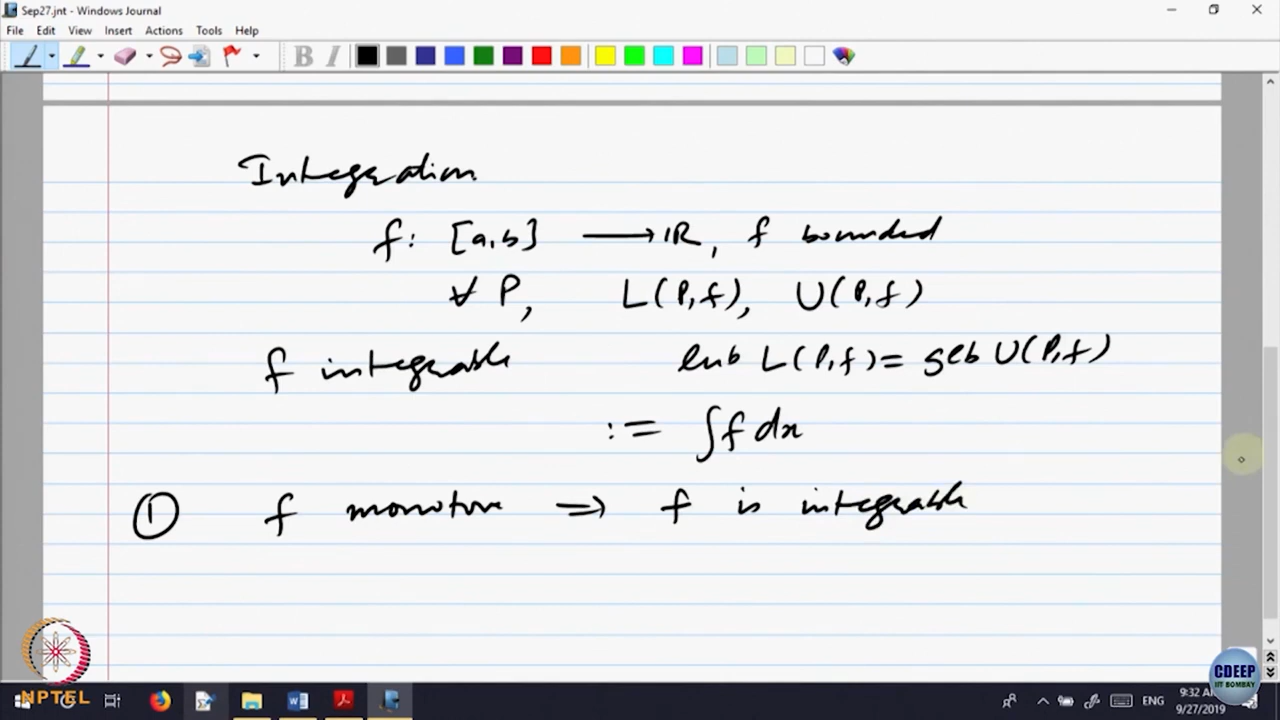 Sep27.jnt - Windows Journal
File Edit View Insert Actions Tools Help
B I
Integration
f: [a,b] ⟶ ℝ, f bounded
∀ P, L(P,f), U(P,f)
f integrable lub L(P,f) = glb U(P,f)
:= ∫f dx
① f monotone ⇒ f is integrable
NPTEL
CDEEP
IIT BOMBAY
ENG
9:32 A
9/27/2019